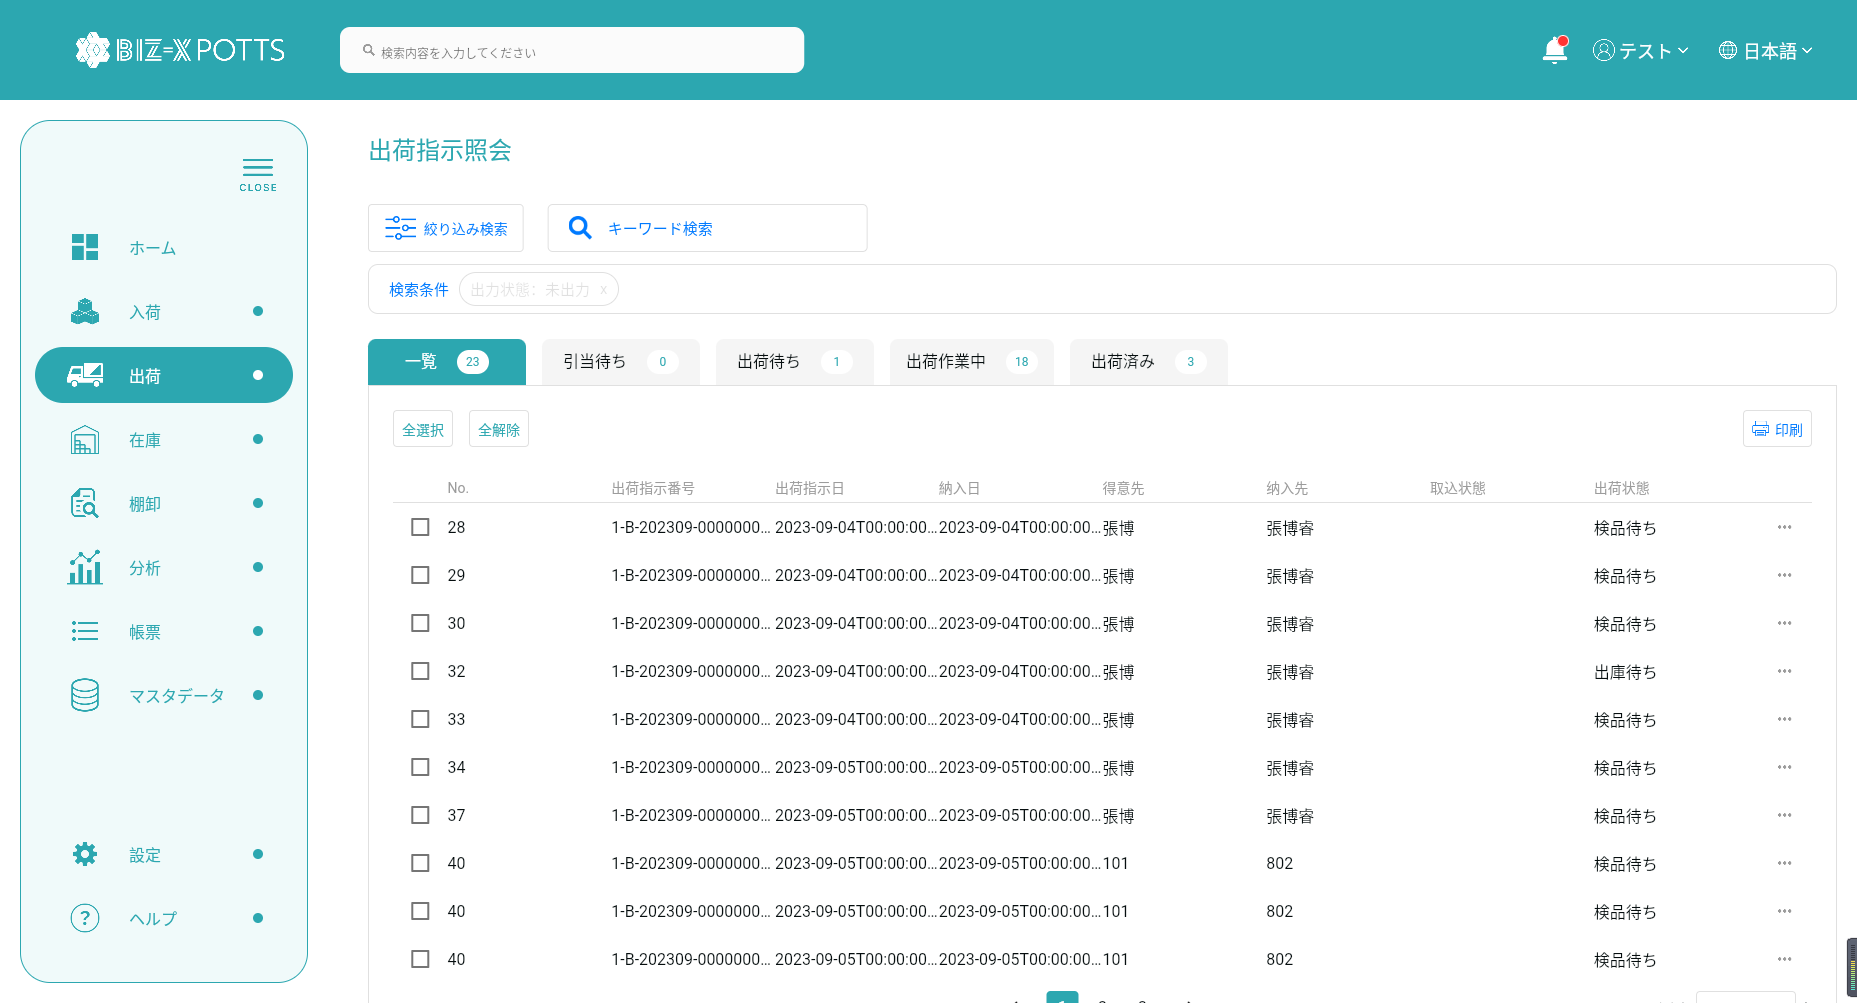 BIZ-X POTTS
検索内容を入力してください
テスト
日本語
CLOSE
ホーム
入荷
出荷
在庫
棚卸
分析
帳票
マスタデータ
設定
ヘルプ
出荷指示照会
絞り込み検索
キーワード検索
検索条件 出力状態：未出力 x
一覧 23 引当待ち 0 出荷待ち 1 出荷作業中 18 出荷済み 3
全選択 全解除 印刷
No. 出荷指示番号 出荷指示日 納入日 得意先 納入先 取込状態 出荷状態
28 1-B-202309-0000000... 2023-09-04T00:00:00... 2023-09-04T00:00:00... 張博 張博睿 検品待ち
29 1-B-202309-0000000... 2023-09-04T00:00:00... 2023-09-04T00:00:00... 張博 張博睿 検品待ち
30 1-B-202309-0000000... 2023-09-04T00:00:00... 2023-09-04T00:00:00... 張博 張博睿 検品待ち
32 1-B-202309-0000000... 2023-09-04T00:00:00... 2023-09-04T00:00:00... 張博 張博睿 出庫待ち
33 1-B-202309-0000000... 2023-09-04T00:00:00... 2023-09-04T00:00:00... 張博 張博睿 検品待ち
34 1-B-202309-0000000... 2023-09-05T00:00:00... 2023-09-05T00:00:00... 張博 張博睿 検品待ち
37 1-B-202309-0000000... 2023-09-05T00:00:00... 2023-09-05T00:00:00... 張博 張博睿 検品待ち
40 1-B-202309-0000000... 2023-09-05T00:00:00... 2023-09-05T00:00:00... 101 802 検品待ち
40 1-B-202309-0000000... 2023-09-05T00:00:00... 2023-09-05T00:00:00... 101 802 検品待ち
40 1-B-202309-0000000... 2023-09-05T00:00:00... 2023-09-05T00:00:00... 101 802 検品待ち